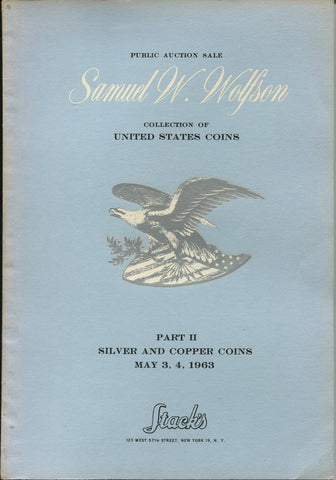 PUBLIC AUCTION SALE
Samuel W. Wolfson
COLLECTION OF
UNITED STATES COINS
PART II
SILVER AND COPPER COINS
MAY 3, 4, 1963
Stack's
123 WEST 57th STREET, NEW YORK 19, N. Y.